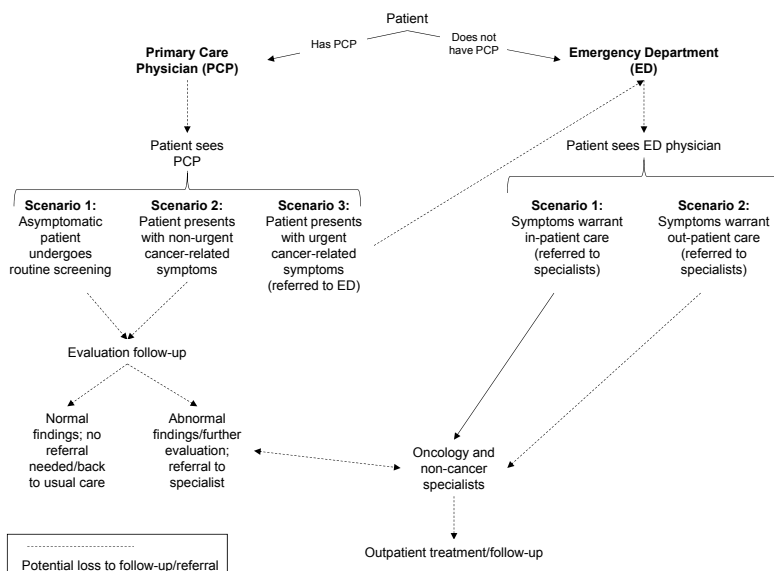 Patient
Has PCP
Does not
have PCP
Primary Care
Physician (PCP)
Emergency Department
(ED)
Patient sees
PCP
Patient sees ED physician
Scenario 1:
Asymptomatic
patient
undergoes
routine screening
Scenario 2:
Patient presents
with non-urgent
cancer-related
symptoms
Scenario 3:
Patient presents
with urgent
cancer-related
symptoms
(referred to ED)
Scenario 1:
Symptoms warrant
in-patient care
(referred to
specialists)
Scenario 2:
Symptoms warrant
out-patient care
(referred to
specialists)
Evaluation follow-up
Normal
findings; no
referral
needed/back
to usual care
Abnormal
findings/further
evaluation;
referral to
specialist
Oncology and
non-cancer
specialists
Outpatient treatment/follow-up
Potential loss to follow-up/referral